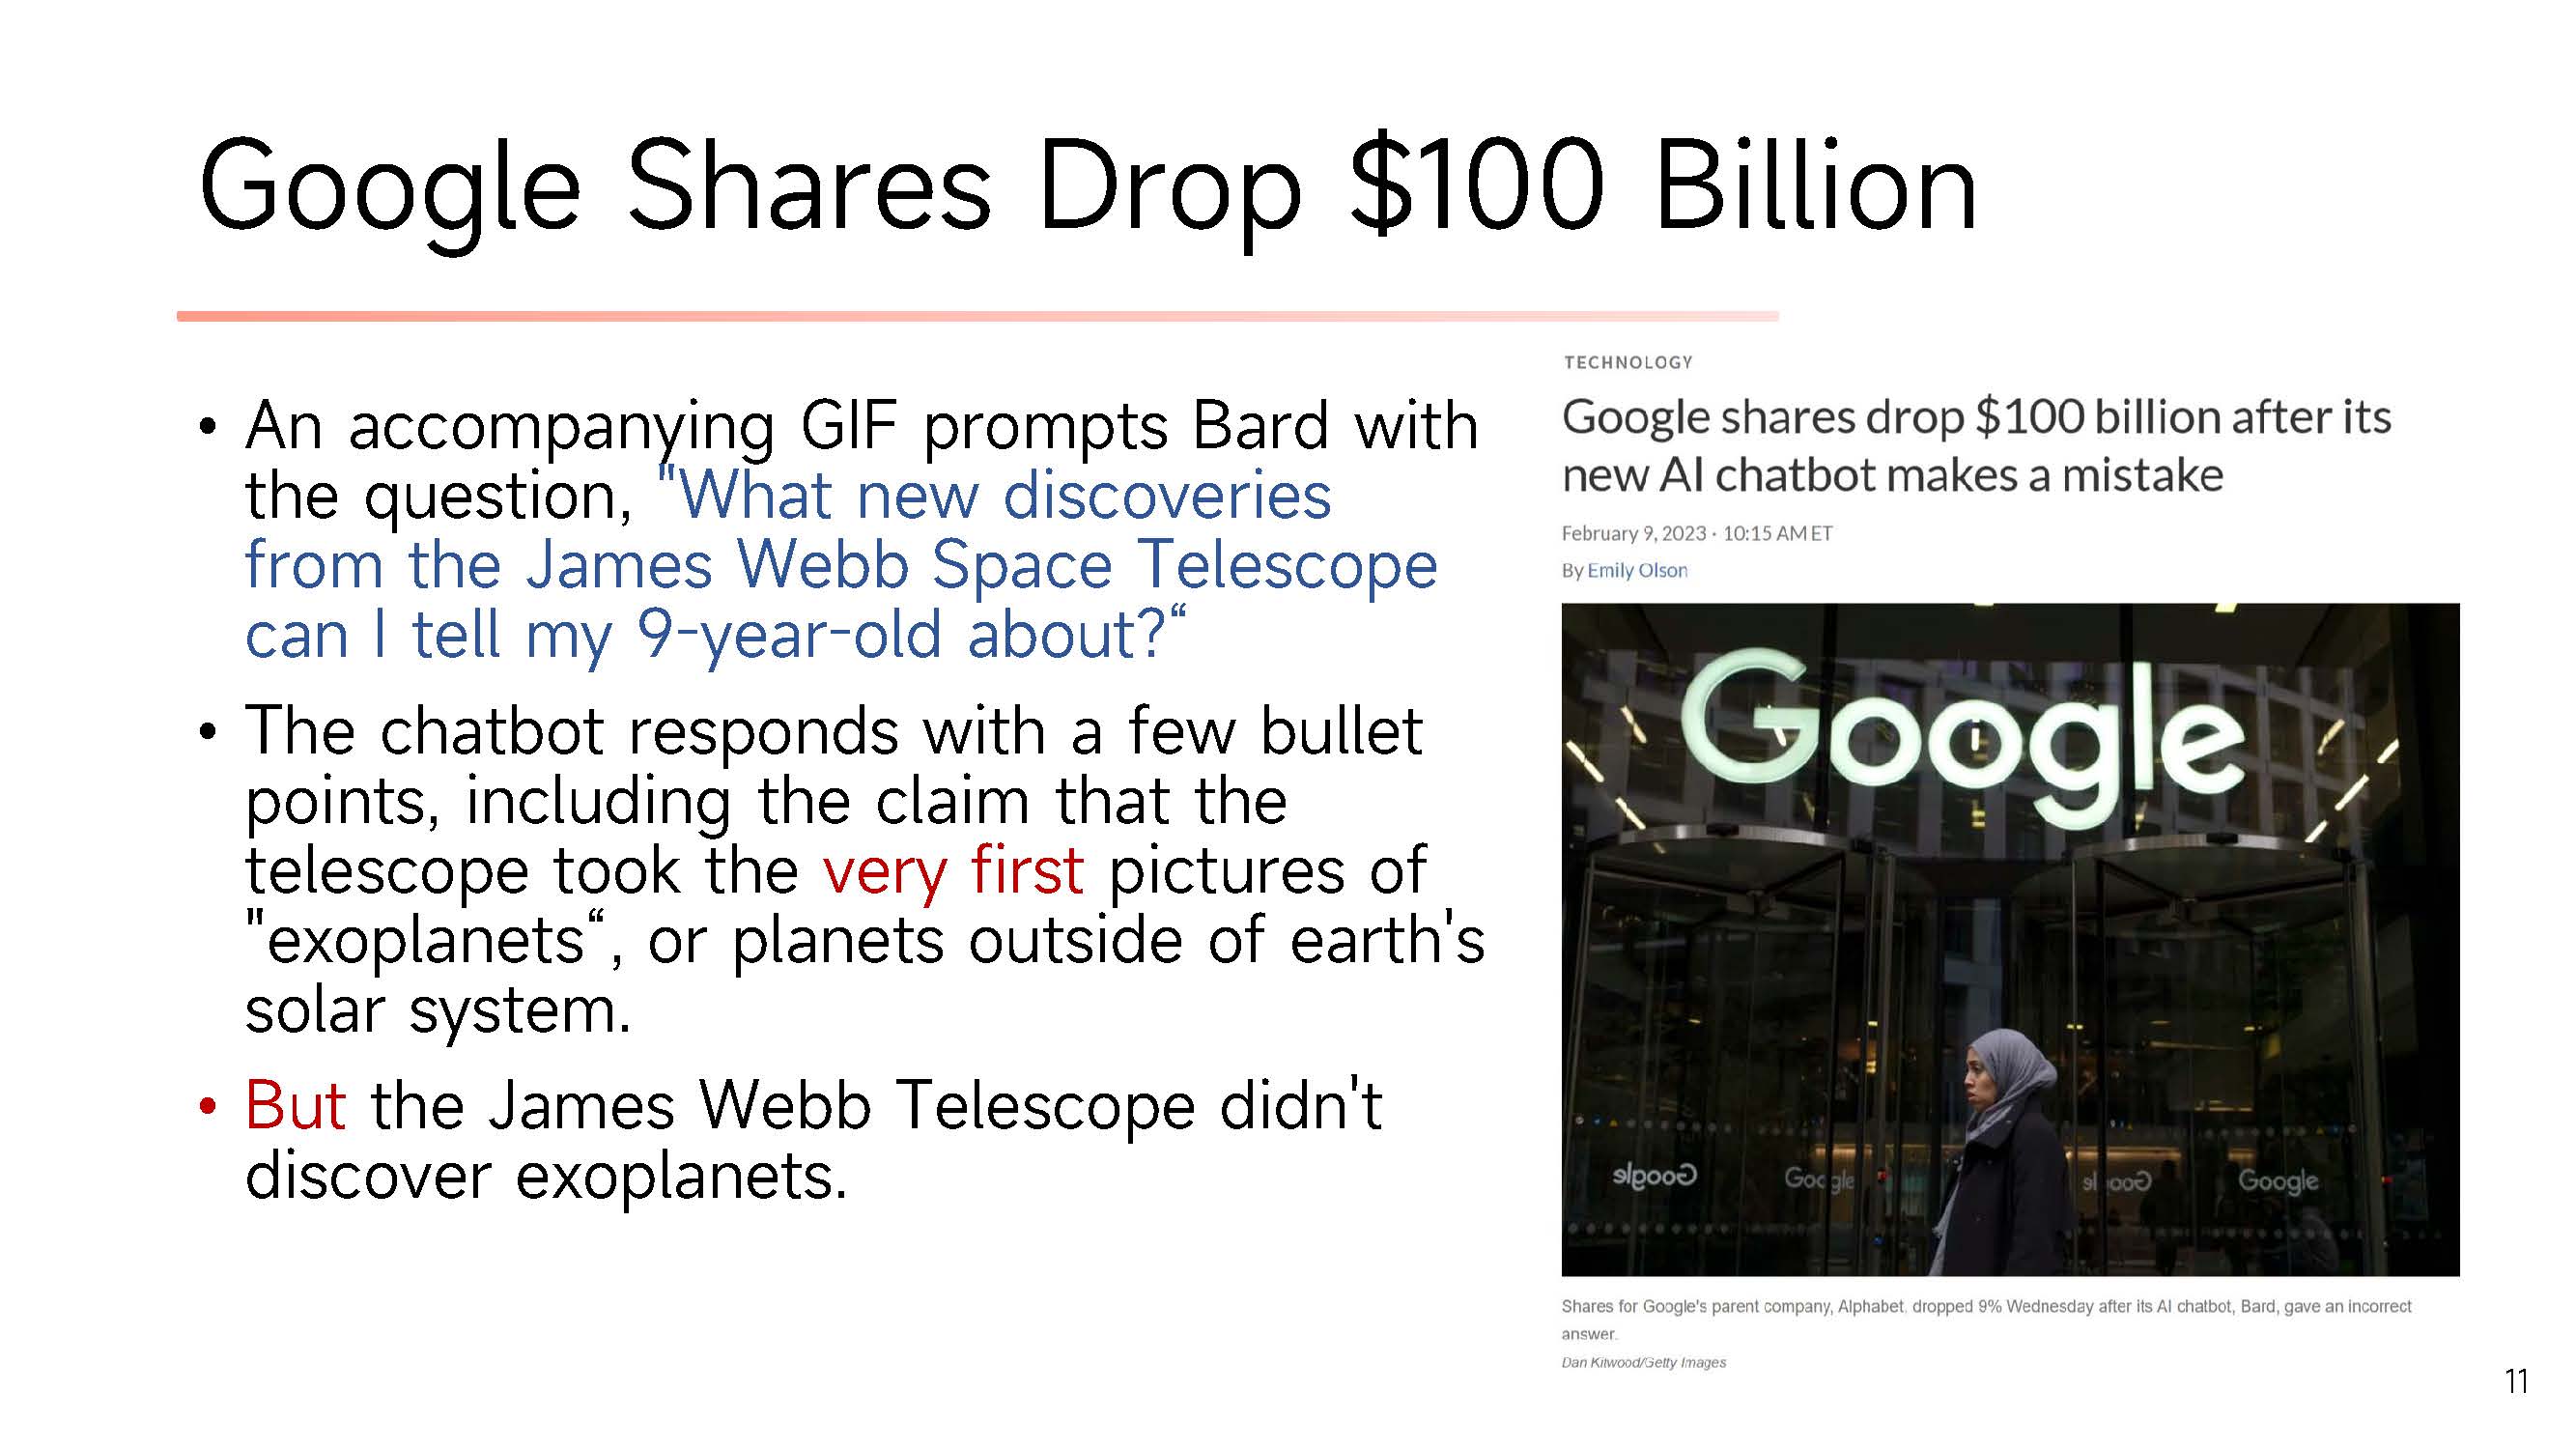 Google Shares Drop $100 Billion
• An accompanying GIF prompts Bard with
the question, "What new discoveries
from the James Webb Space Telescope
can I tell my 9-year-old about?“
• The chatbot responds with a few bullet
points, including the claim that the
telescope took the very first pictures of
"exoplanets“, or planets outside of earth's
solar system.
• But the James Webb Telescope didn't
discover exoplanets.
TECHNOLOGY
Google shares drop $100 billion after its
new AI chatbot makes a mistake
February 9, 2023 · 10:15 AM ET
By Emily Olson
Google
Google
Google
Google
Google
Shares for Google's parent company, Alphabet. dropped 9% Wednesday after its AI chatbot, Bard, gave an incorrect
answer.
Dan Kitwood/Getty Images
11